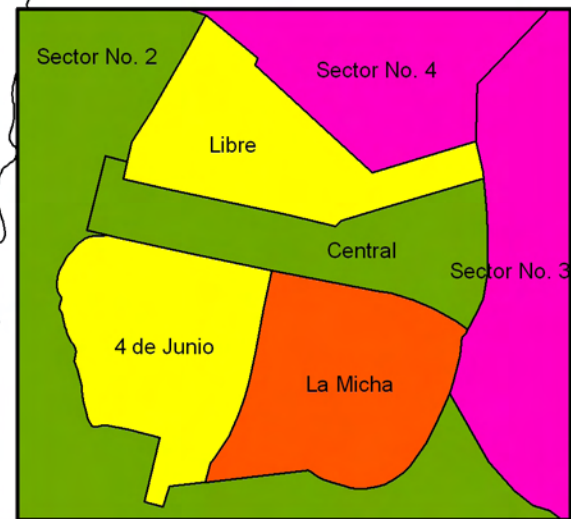 Sector No. 2
Sector No. 4
Libre
Central
Sector No. 3
4 de Junio
La Micha